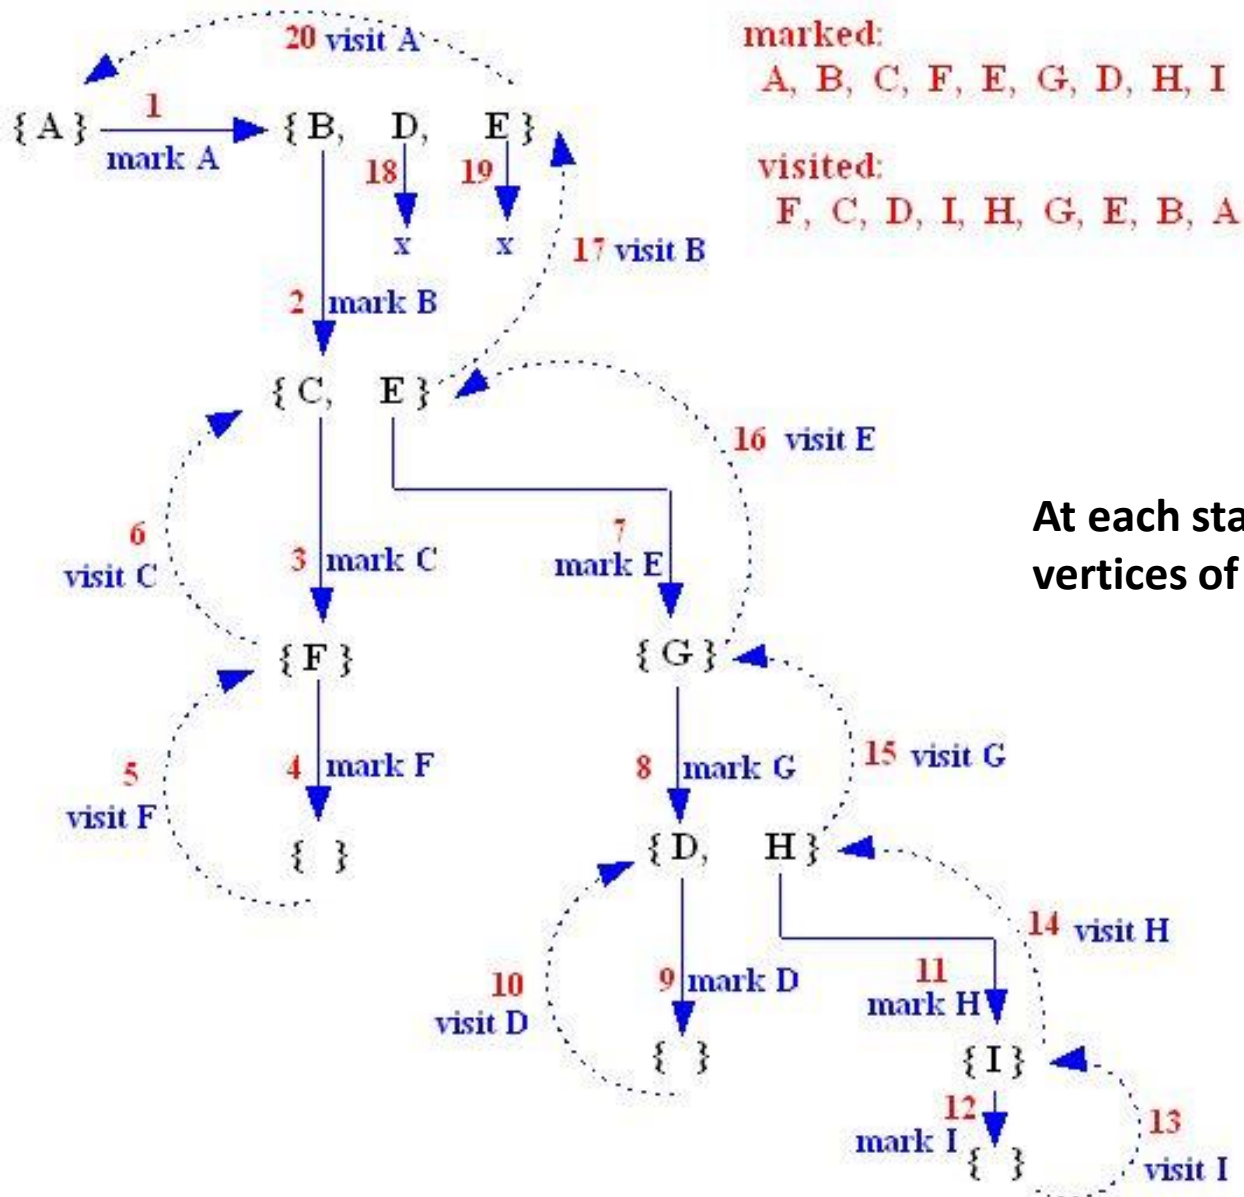 20 visit A
marked:
A, B, C, F, E, G, D, H, I
{ A }
1
mark A
{ B, D, E }
18
19
x
x
visited:
F, C, D, I, H, G, E, B, A
17 visit B
2 mark B
{ C, E }
16 visit E
6
visit C
3 mark C
7
mark E
At each sta
vertices of
{ F }
{ G }
5
visit F
4 mark F
8 mark G
15 visit G
{ }
{ D, H }
10
visit D
9 mark D
11
mark H
14 visit H
{ }
{ I }
12
mark I
13
visit I
{ }